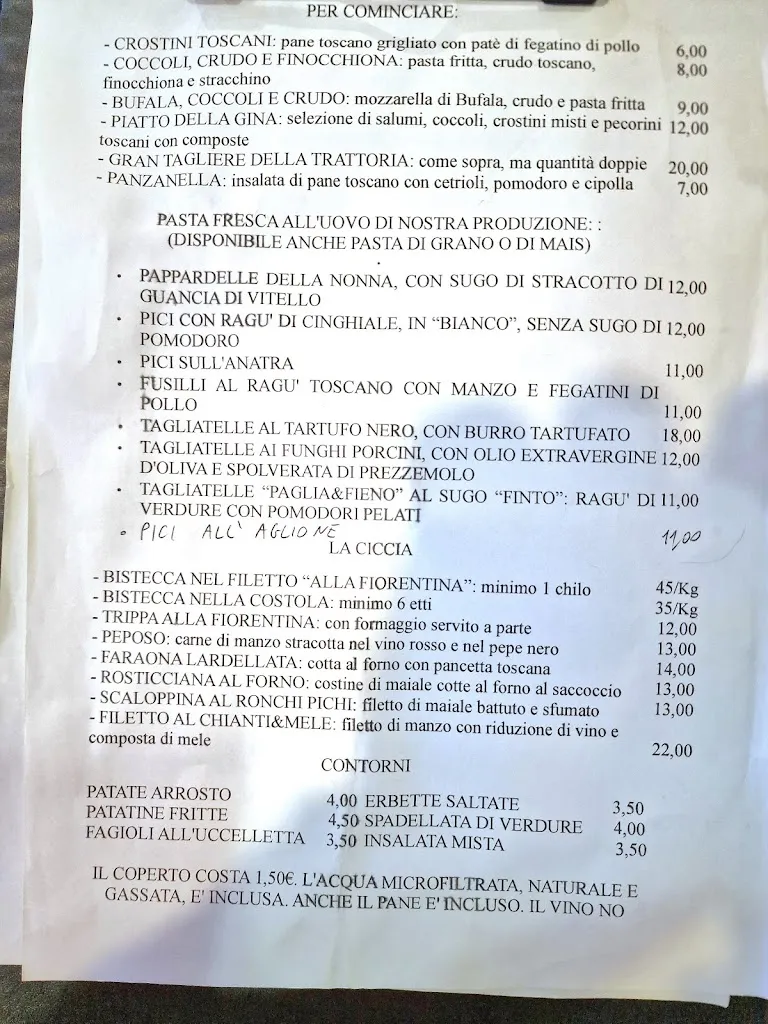 PER COMINCIARE:
- CROSTINI TOSCANI: pane toscano grigliato con patè di fegatino di pollo 6,00
- COCCOLI, CRUDO E FINOCCHIONA: pasta fritta, crudo toscano, 8,00
finocchiona e stracchino
- BUFALA, COCCOLI E CRUDO: mozzarella di Bufala, crudo e pasta fritta 9,00
- PIATTO DELLA GINA: selezione di salumi, coccoli, crostini misti e pecorini 12,00
toscani con composte
- GRAN TAGLIERE DELLA TRATTORIA: come sopra, ma quantità doppie 20,00
- PANZANELLA: insalata di pane toscano con cetrioli, pomodoro e cipolla 7,00
PASTA FRESCA ALL'UOVO DI NOSTRA PRODUZIONE: :
(DISPONIBILE ANCHE PASTA DI GRANO O DI MAIS)
• PAPPARDELLE DELLA NONNA, CON SUGO DI STRACOTTO DI 12,00
GUANCIA DI VITELLO
• PICI CON RAGU' DI CINGHIALE, IN “BIANCO”, SENZA SUGO DI 12,00
POMODORO
• PICI SULL'ANATRA 11,00
• FUSILLI AL RAGU' TOSCANO CON MANZO E FEGATINI DI
POLLO 11,00
• TAGLIATELLE AL TARTUFO NERO, CON BURRO TARTUFATO 18,00
• TAGLIATELLE AI FUNGHI PORCINI, CON OLIO EXTRAVERGINE 12,00
D'OLIVA E SPOLVERATA DI PREZZEMOLO
• TAGLIATELLE “PAGLIA&FIENO” AL SUGO “FINTO”: RAGU' DI 11,00
VERDURE CON POMODORI PELATI
• PICI ALL' AGLIONE 11,00
LA CICCIA
- BISTECCA NEL FILETTO “ALLA FIORENTINA”: minimo 1 chilo 45/Kg
- BISTECCA NELLA COSTOLA: minimo 6 etti 35/Kg
- TRIPPA ALLA FIORENTINA: con formaggio servito a parte 12,00
- PEPOSO: carne di manzo stracotta nel vino rosso e nel pepe nero 13,00
- FARAONA LARDELLATA: cotta al forno con pancetta toscana 14,00
- ROSTICCIANA AL FORNO: costine di maiale cotte al forno al saccoccio 13,00
- SCALOPPINA AL RONCHI PICHI: filetto di maiale battuto e sfumato 13,00
- FILETTO AL CHIANTI&MELE: filetto di manzo con riduzione di vino e
composta di mele 22,00
CONTORNI
PATATE ARROSTO 4,00 ERBETTE SALTATE 3,50
PATATINE FRITTE 4,50 SPADELLATA DI VERDURE 4,00
FAGIOLI ALL'UCCELLETTA 3,50 INSALATA MISTA 3,50
IL COPERTO COSTA 1,50€. L'ACQUA MICROFILTRATA, NATURALE E
GASSATA, E' INCLUSA. ANCHE IL PANE E' INCLUSO. IL VINO NO